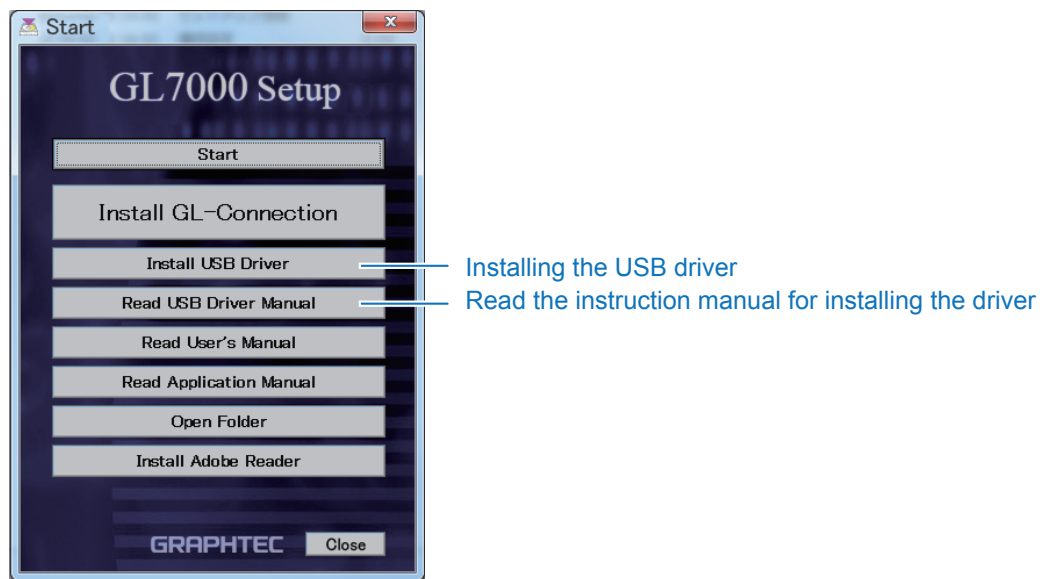 Start
GL7000 Setup
Start
Install GL-Connection
Install USB Driver
Installing the USB driver
Read USB Driver Manual
Read the instruction manual for installing the driver
Read User's Manual
Read Application Manual
Open Folder
Install Adobe Reader
GRAPHTEC
Close